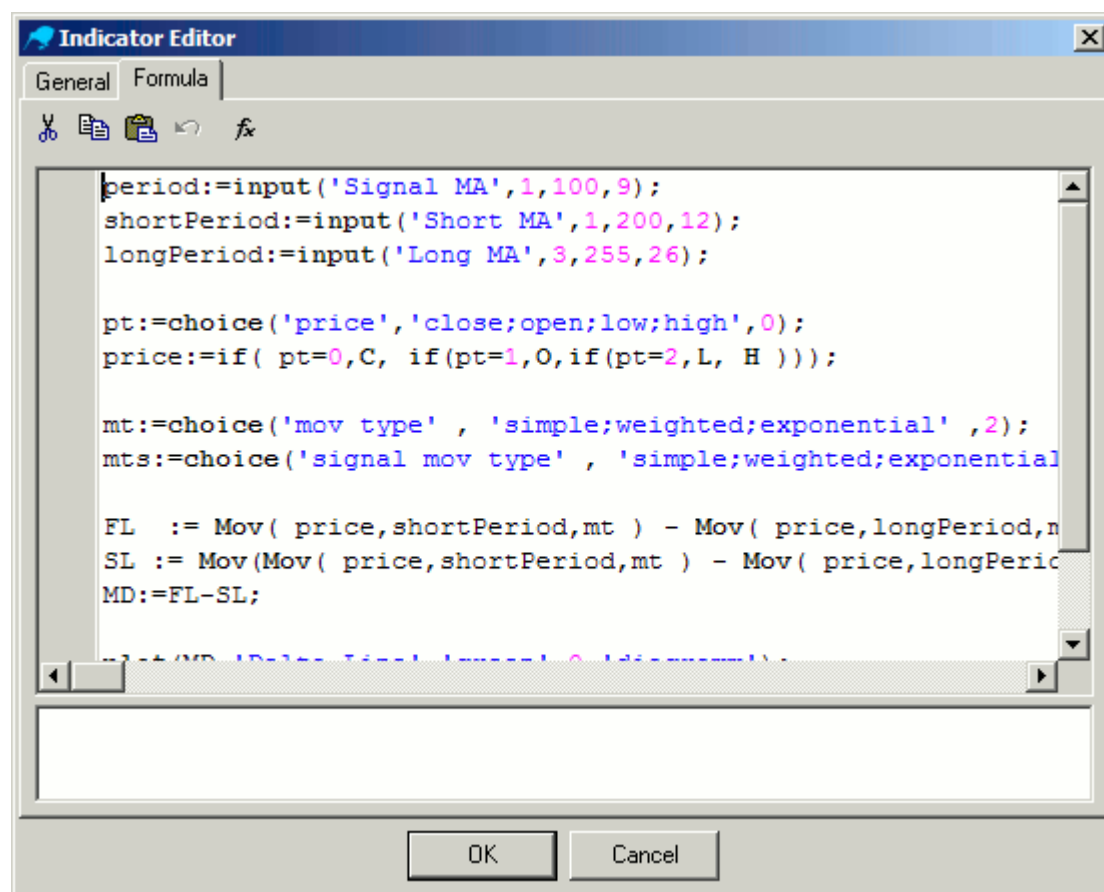 Indicator Editor
General Formula
fx
period:=input('Signal MA',1,100,9);
shortPeriod:=input('Short MA',1,200,12);
longPeriod:=input('Long MA',3,255,26);
pt:=choice('price','close;open;low;high',0);
price:=if( pt=0,C, if(pt=1,O,if(pt=2,L, H )));
mt:=choice('mov type' , 'simple;weighted;exponential' ,2);
mts:=choice('signal mov type' , 'simple;weighted;exponential
FL  := Mov( price,shortPeriod,mt ) - Mov( price,longPeriod,
SL := Mov(Mov( price,shortPeriod,mt ) - Mov( price,
MD:=FL-SL;
OK Cancel